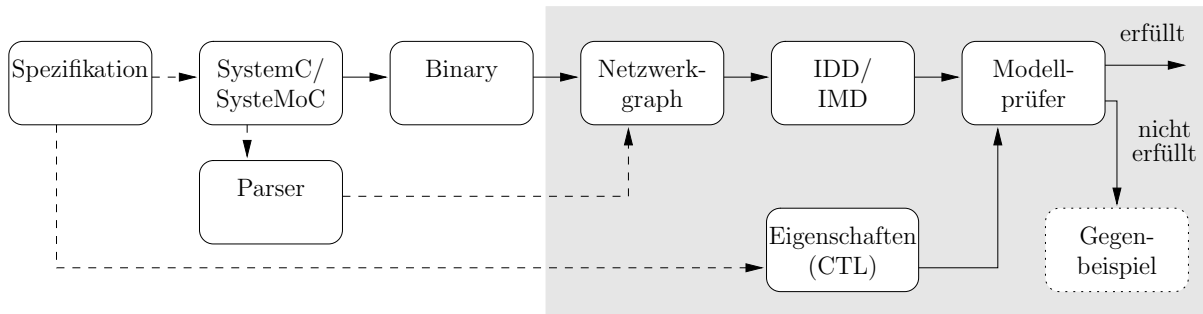 erfüllt
Spezifikation
SystemC/
SysteMoC
Binary
Netzwerk-
graph
IDD/
IMD
Modell-
prüfer
nicht
erfüllt
Parser
Eigenschaften
(CTL)
Gegen-
beispiel